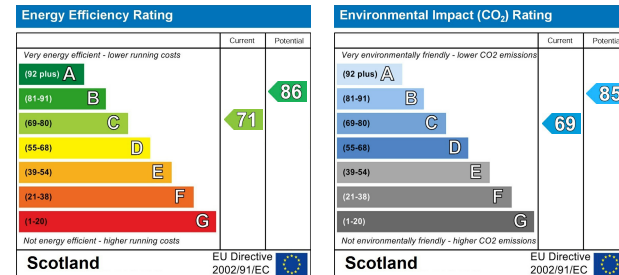 Energy Efficiency Rating
Current Potential
Very energy efficient - lower running costs
(92 plus) A
(81-91) B
86
(69-80) C
71
(55-68) D
(39-54) E
(21-38) F
(1-20) G
Not energy efficient - higher running costs
Scotland
EU Directive
2002/91/EC
Environmental Impact (CO₂) Rating
Current Potential
Very environmentally friendly - lower CO2 emissions
(92 plus) A
(81-91) B
85
(69-80) C
69
(55-68) D
(39-54) E
(21-38) F
(1-20) G
Not environmentally friendly - higher CO2 emissions
Scotland
EU Directive
2002/91/EC